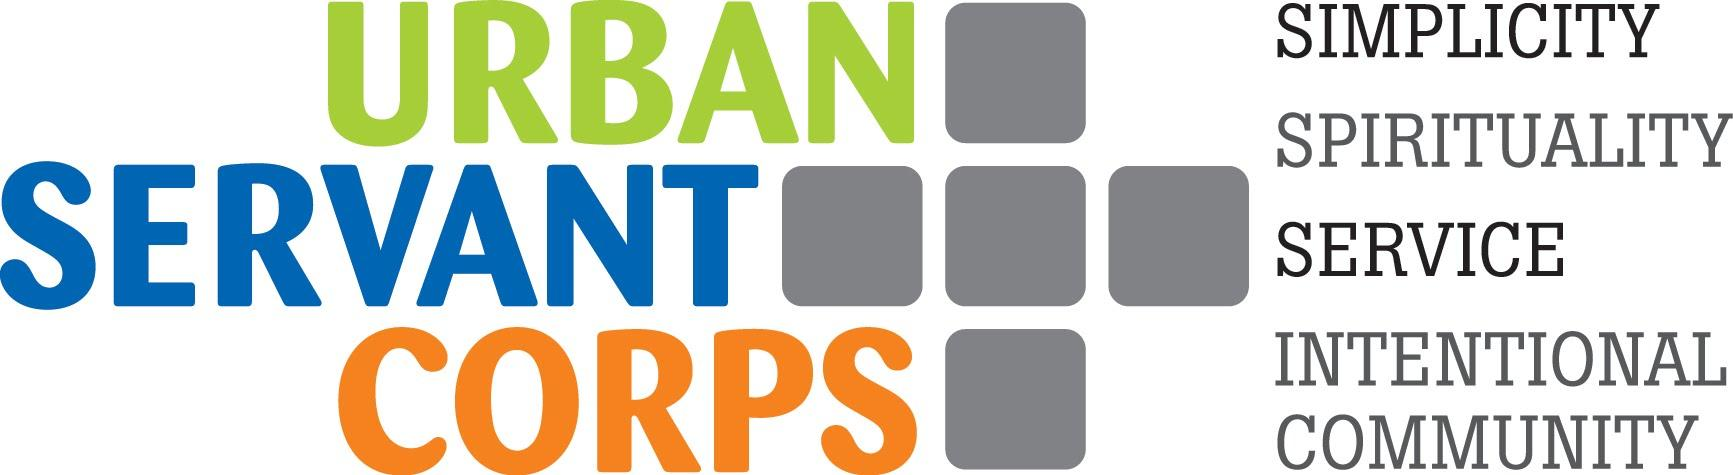 URBAN
SERVANT
CORPS
SIMPLICITY
SPIRITUALITY
SERVICE
INTENTIONAL
COMMUNITY